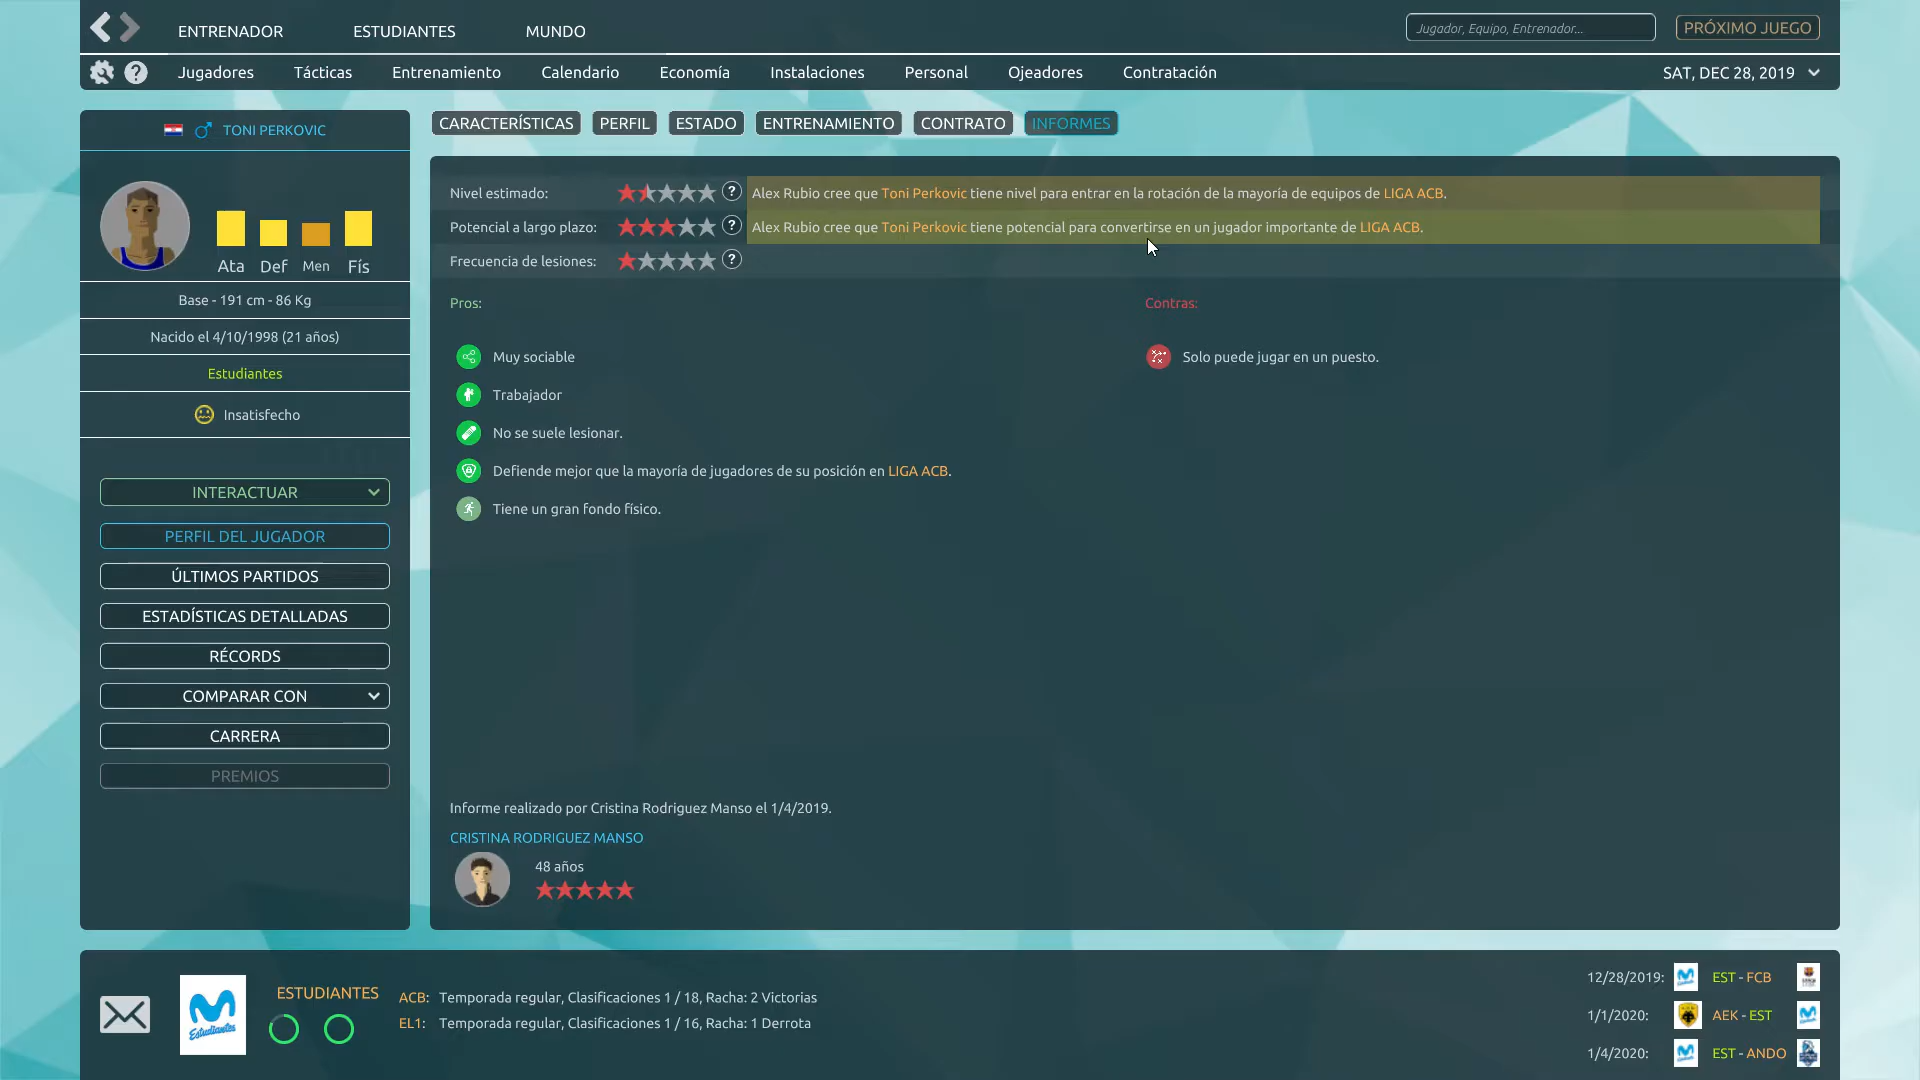 ENTRENADOR
ESTUDIANTES
MUNDO
Jugador, Equipo, Entrenador...
PRÓXIMO JUEGO
Jugadores
Tácticas
Entrenamiento
Calendario
Economía
Instalaciones
Personal
Ojeadores
Contratación
SAT, DEC 28, 2019
TONI PERKOVIC
Ata
Def
Men
Fís
Base - 191 cm - 86 Kg
Nacido el 4/10/1998 (21 años)
Estudiantes
Insatisfecho
INTERACTUAR
PERFIL DEL JUGADOR
ÚLTIMOS PARTIDOS
ESTADÍSTICAS DETALLADAS
RÉCORDS
COMPARAR CON
CARRERA
PREMIOS
CARACTERÍSTICAS
PERFIL
ESTADO
ENTRENAMIENTO
CONTRATO
INFORMES
Nivel estimado:
? Alex Rubio cree que Toni Perkovic tiene nivel para entrar en la rotación de la mayoría de equipos de LIGA ACB.
Potencial a largo plazo:
? Alex Rubio cree que Toni Perkovic tiene potencial para convertirse en un jugador importante de LIGA ACB.
Frecuencia de lesiones:
?
Pros:
Muy sociable
Trabajador
No se suele lesionar.
Defiende mejor que la mayoría de jugadores de su posición en LIGA ACB.
Tiene un gran fondo físico.
Contras:
Solo puede jugar en un puesto.
Informe realizado por Cristina Rodriguez Manso el 1/4/2019.
CRISTINA RODRIGUEZ MANSO
48 años
Estudiantes
ESTUDIANTES
ACB: Temporada regular, Clasificaciones 1 / 18, Racha: 2 Victorias
EL1: Temporada regular, Clasificaciones 1 / 16, Racha: 1 Derrota
12/28/2019: EST - FCB
1/1/2020: AEK - EST
1/4/2020: EST - ANDO